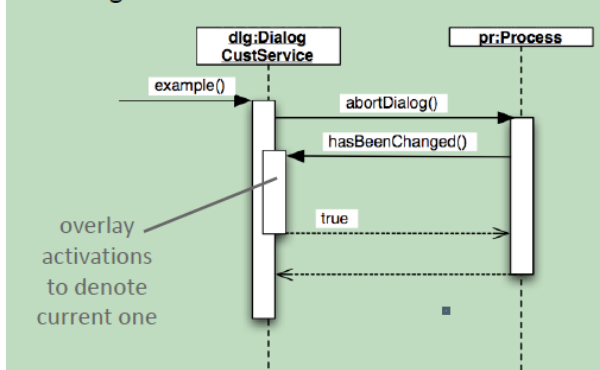 dlg:Dialog
CustService
pr:Process
example()
abortDialog()
hasBeenChanged()
true
overlay
activations
to denote
current one